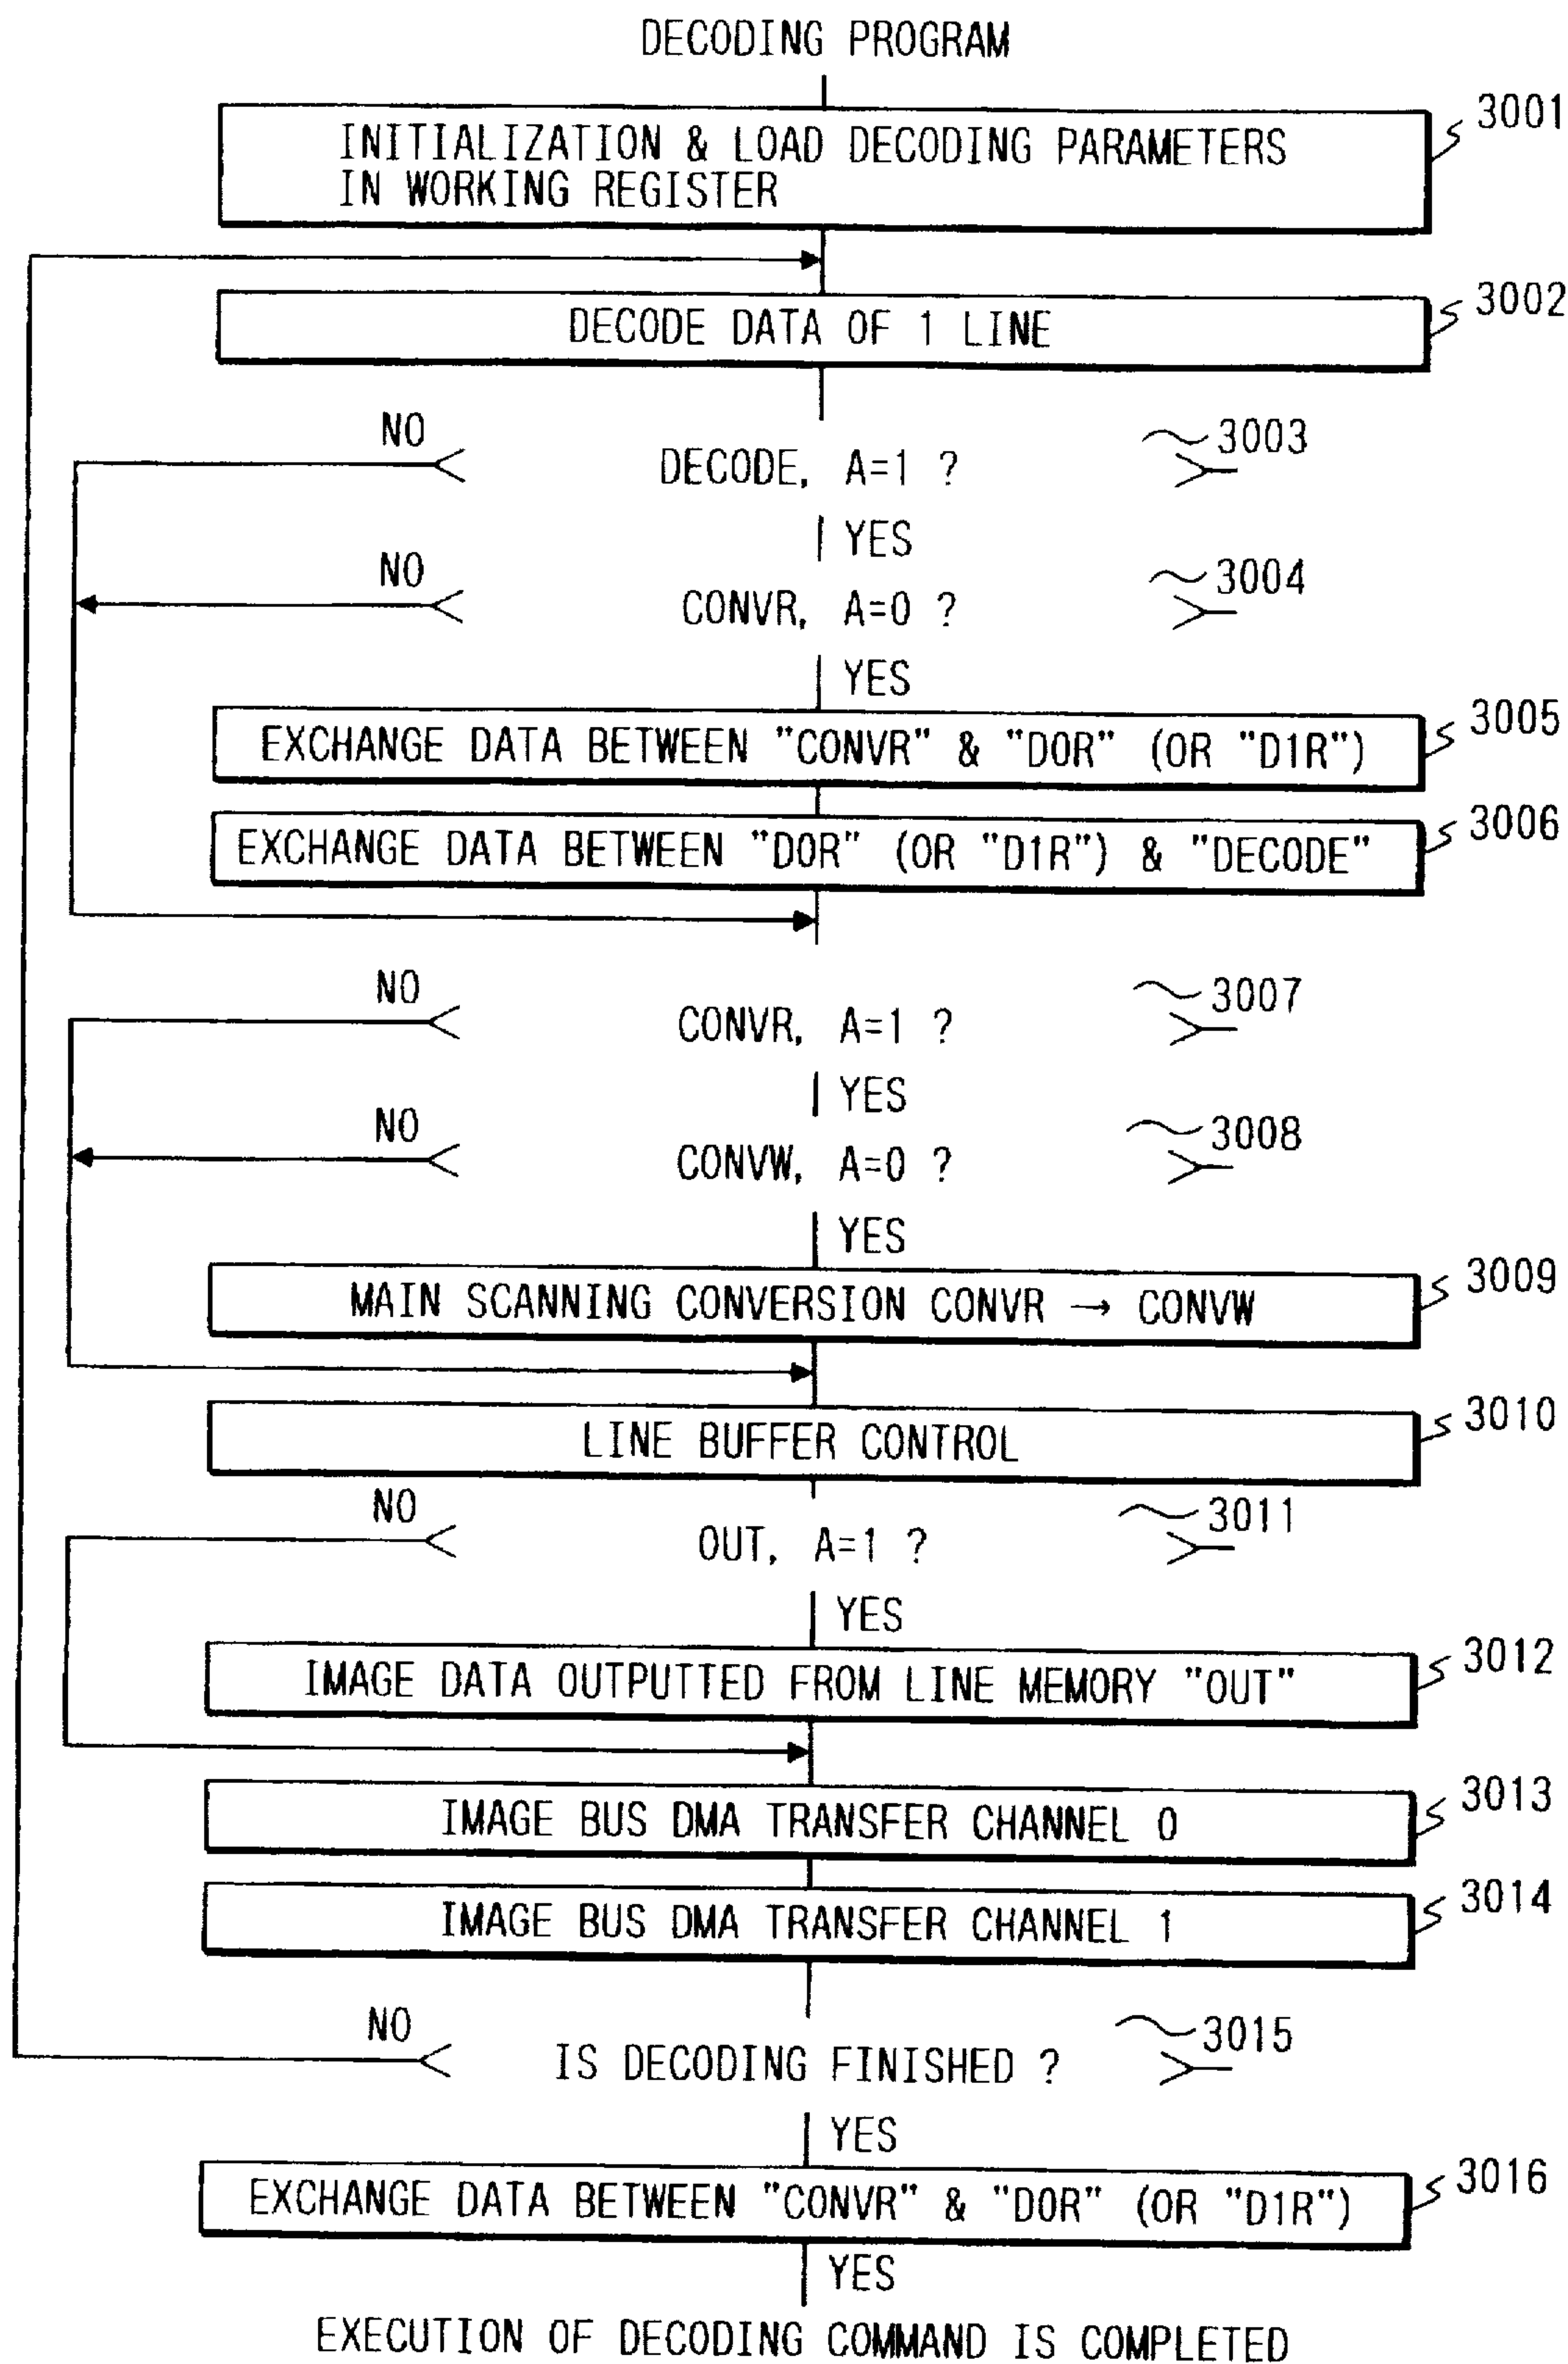 DECODING PROGRAM
3001
INITIALIZATION & LOAD DECODING PARAMETERS
IN WORKING REGISTER
3002
DECODE DATA OF 1 LINE
NO
3003
DECODE, A=1 ?
YES
NO
3004
CONVR, A=0 ?
YES
3005
EXCHANGE DATA BETWEEN "CONVR" & "D0R" (OR "D1R")
3006
EXCHANGE DATA BETWEEN "D0R" (OR "D1R") & "DECODE"
NO
3007
CONVR, A=1 ?
YES
NO
3008
CONVW, A=0 ?
YES
3009
MAIN SCANNING CONVERSION CONVR → CONVW
3010
LINE BUFFER CONTROL
NO
3011
OUT, A=1 ?
YES
3012
IMAGE DATA OUTPUTTED FROM LINE MEMORY "OUT"
3013
IMAGE BUS DMA TRANSFER CHANNEL 0
3014
IMAGE BUS DMA TRANSFER CHANNEL 1
NO
3015
IS DECODING FINISHED ?
YES
3016
EXCHANGE DATA BETWEEN "CONVR" & "D0R" (OR "D1R")
YES
EXECUTION OF DECODING COMMAND IS COMPLETED